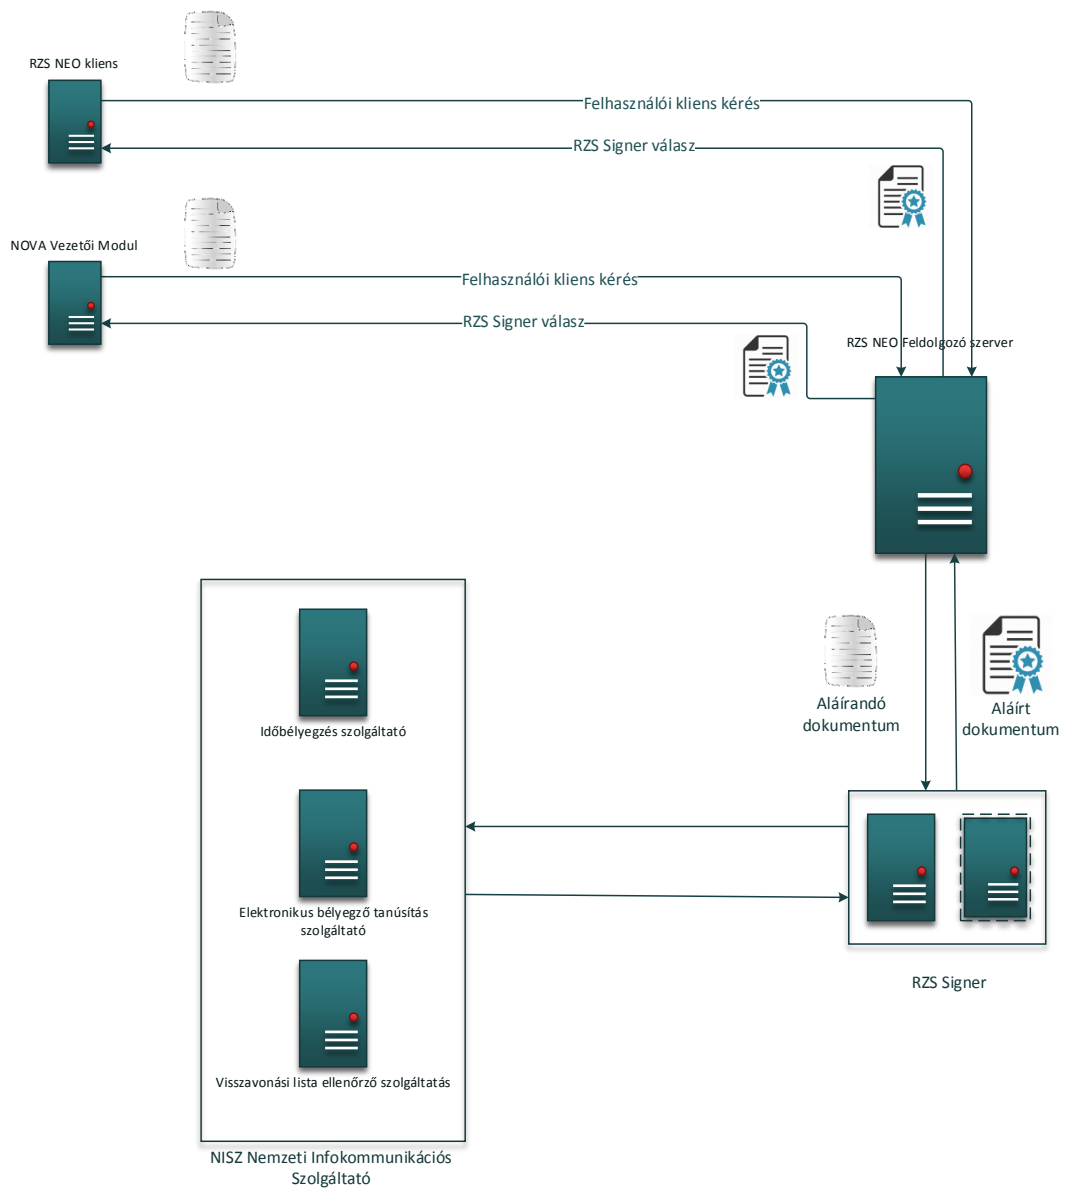 RZS NEO kliens
Felhasználói kliens kérés
RZS Signer válasz
NOVA Vezetői Modul
Felhasználói kliens kérés
RZS Signer válasz
RZS NEO Feldolgozó szerver
Aláírandó
dokumentum
Aláírt
dokumentum
Időbélyegzés szolgáltató
Elektronikus bélyegző tanúsítás
szolgáltató
Visszavonási lista ellenőrző szolgáltatás
RZS Signer
NISZ Nemzeti Infokommunikációs
Szolgáltató